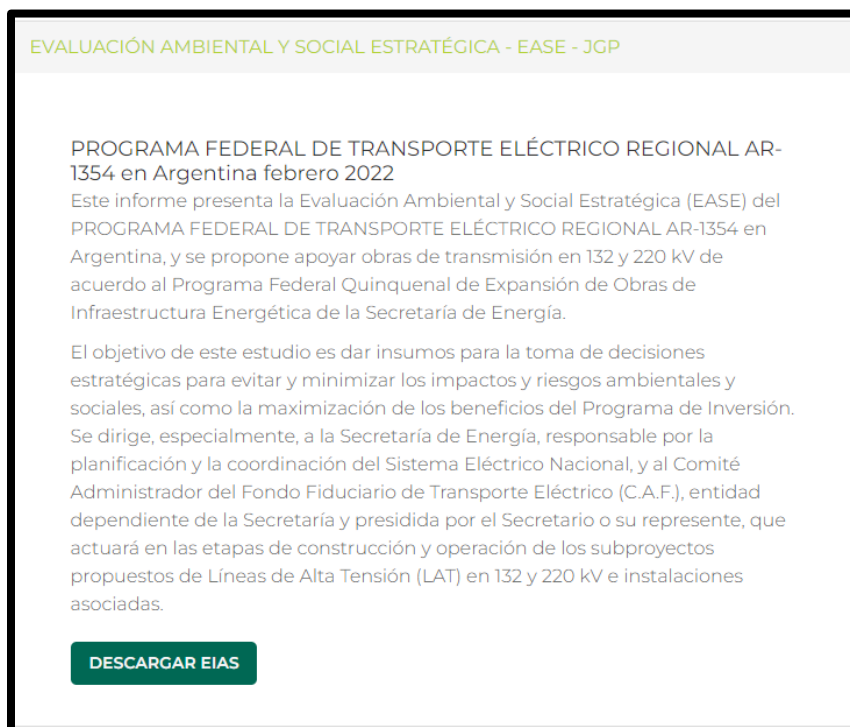 EVALUACIÓN AMBIENTAL Y SOCIAL ESTRATÉGICA - EASE - JGP
PROGRAMA FEDERAL DE TRANSPORTE ELÉCTRICO REGIONAL AR-
1354 en Argentina febrero 2022
Este informe presenta la Evaluación Ambiental y Social Estratégica (EASE) del
PROGRAMA FEDERAL DE TRANSPORTE ELÉCTRICO REGIONAL AR-1354 en
Argentina, y se propone apoyar obras de transmisión en 132 y 220 kV de
acuerdo al Programa Federal Quinquenal de Expansión de Obras de
Infraestructura Energética de la Secretaría de Energía.
El objetivo de este estudio es dar insumos para la toma de decisiones
estratégicas para evitar y minimizar los impactos y riesgos ambientales y
sociales, así como la maximización de los beneficios del Programa de Inversión.
Se dirige, especialmente, a la Secretaría de Energía, responsable por la
planificación y la coordinación del Sistema Eléctrico Nacional, y al Comité
Administrador del Fondo Fiduciario de Transporte Eléctrico (C.A.F.), entidad
dependiente de la Secretaría y presidida por el Secretario o su represente, que
actuará en las etapas de construcción y operación de los subproyectos
propuestos de Líneas de Alta Tensión (LAT) en 132 y 220 kV e instalaciones
asociadas.
DESCARGAR EIAS